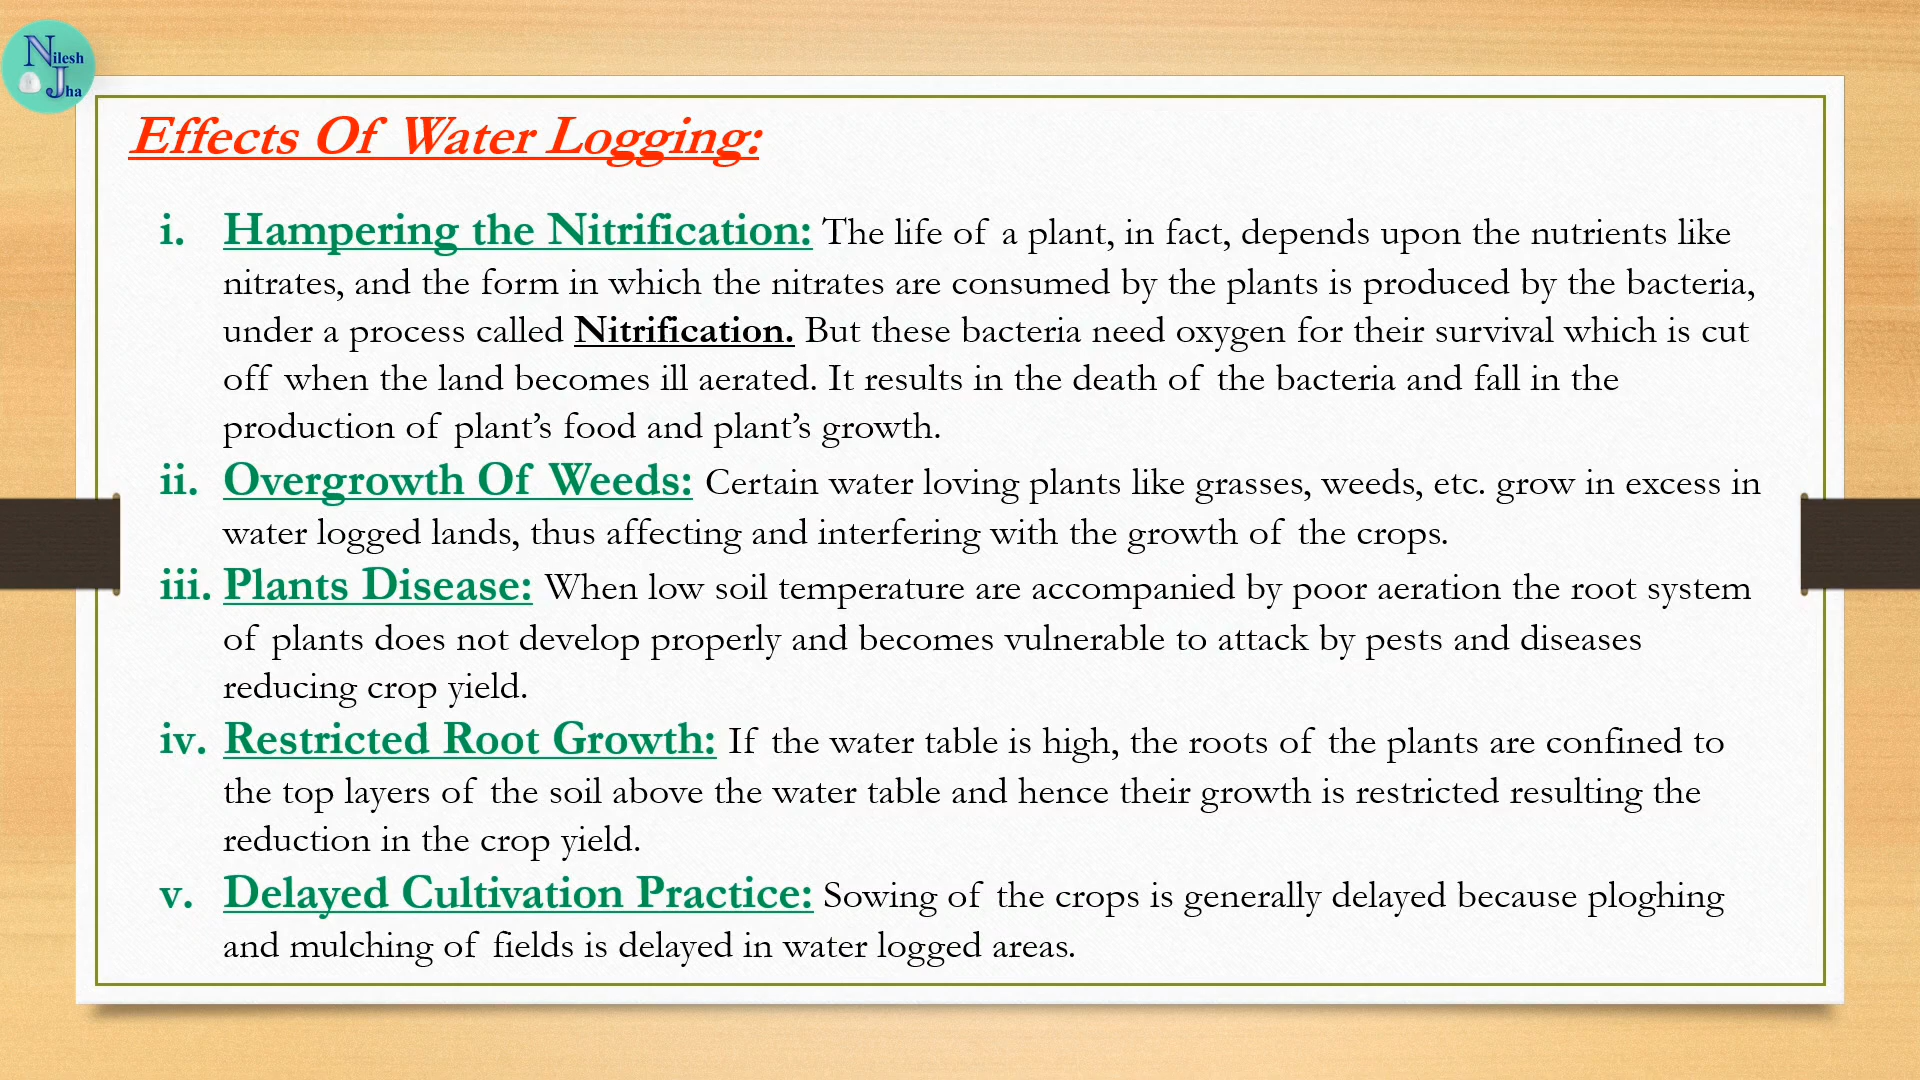 Nilesh
Jha
Effects Of Water Logging:
i. Hampering the Nitrification: The life of a plant, in fact, depends upon the nutrients like
nitrates, and the form in which the nitrates are consumed by the plants is produced by the bacteria,
under a process called Nitrification. But these bacteria need oxygen for their survival which is cut
off when the land becomes ill aerated. It results in the death of the bacteria and fall in the
production of plant’s food and plant’s growth.
ii. Overgrowth Of Weeds: Certain water loving plants like grasses, weeds, etc. grow in excess in
water logged lands, thus affecting and interfering with the growth of the crops.
iii. Plants Disease: When low soil temperature are accompanied by poor aeration the root system
of plants does not develop properly and becomes vulnerable to attack by pests and diseases
reducing crop yield.
iv. Restricted Root Growth: If the water table is high, the roots of the plants are confined to
the top layers of the soil above the water table and hence their growth is restricted resulting the
reduction in the crop yield.
v. Delayed Cultivation Practice: Sowing of the crops is generally delayed because ploghing
and mulching of fields is delayed in water logged areas.